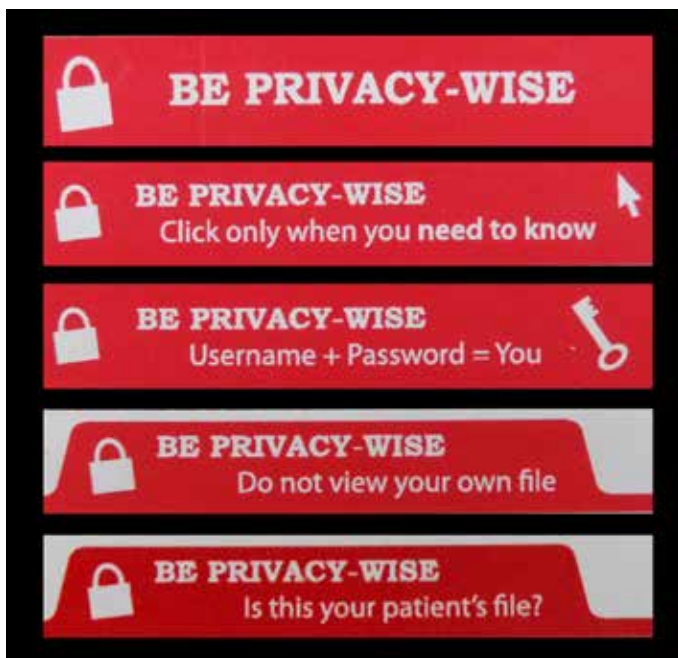 BE PRIVACY-WISE
BE PRIVACY-WISE
Click only when you need to know
BE PRIVACY-WISE
Username + Password = You
BE PRIVACY-WISE
Do not view your own file
BE PRIVACY-WISE
Is this your patient's file?